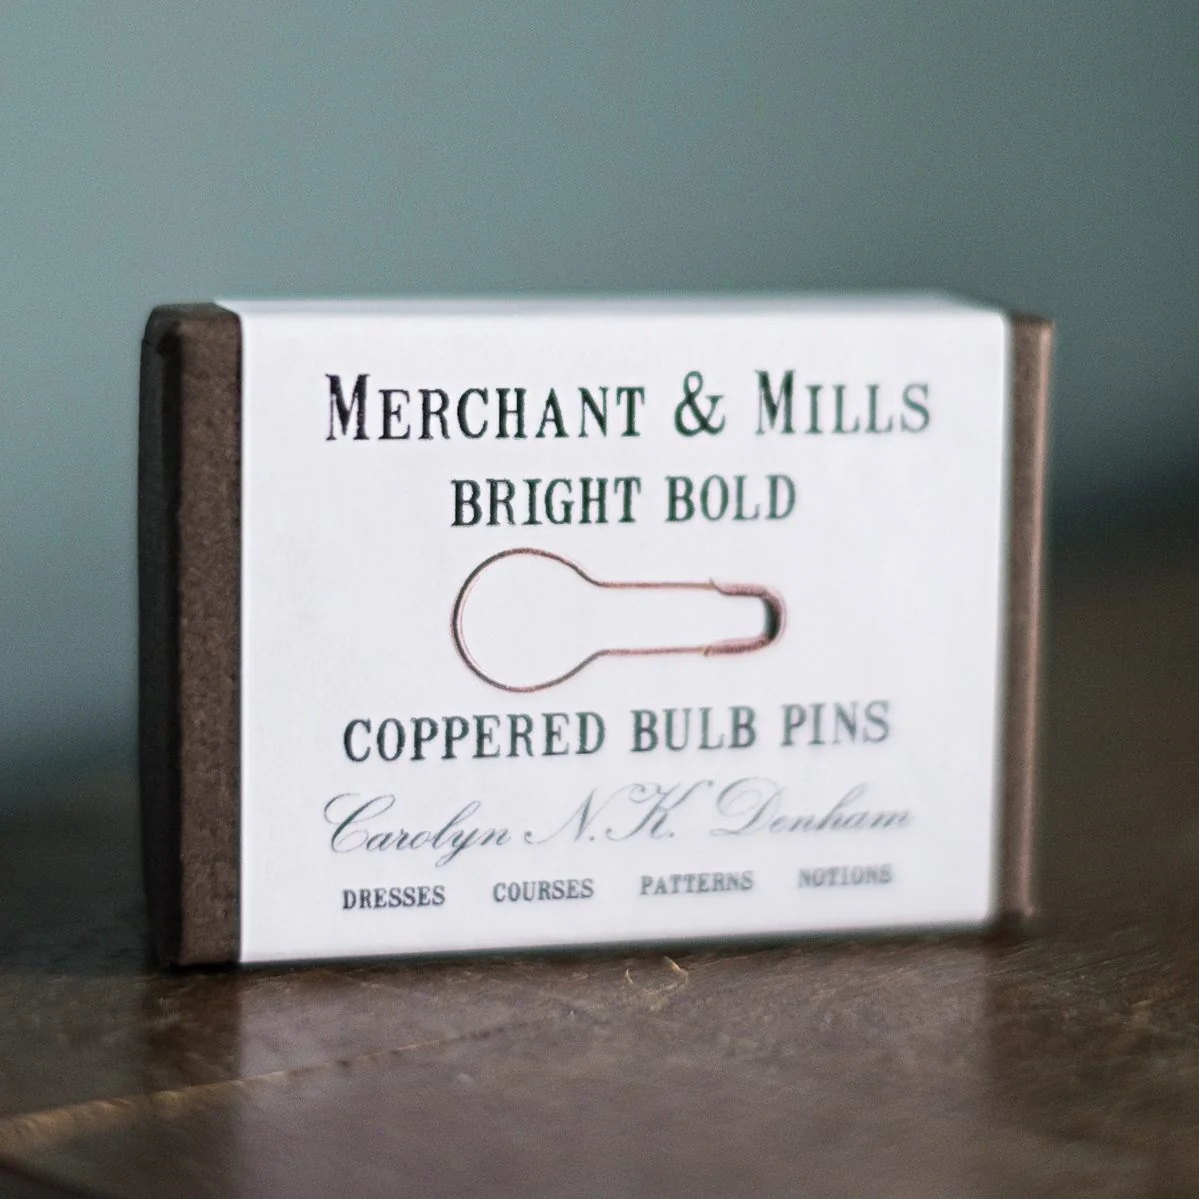 MERCHANT & MILLS
BRIGHT BOLD
COPPERED BULB PINS
Carolyn N.K. Denham
DRESSES COURSES PATTERNS NOTIONS